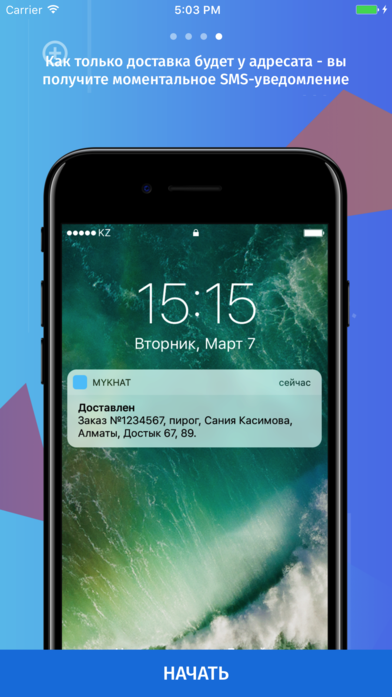 Carrier 5:03 PM
Как только доставка будет у адресата - вы
получите моментальное SMS-уведомление
KZ
15:15
Вторник, Март 7
MYKHAT сейчас
Доставлен
Заказ №1234567, пирог, Сания Касимова,
Алматы, Достык 67, 89.
НАЧАТЬ